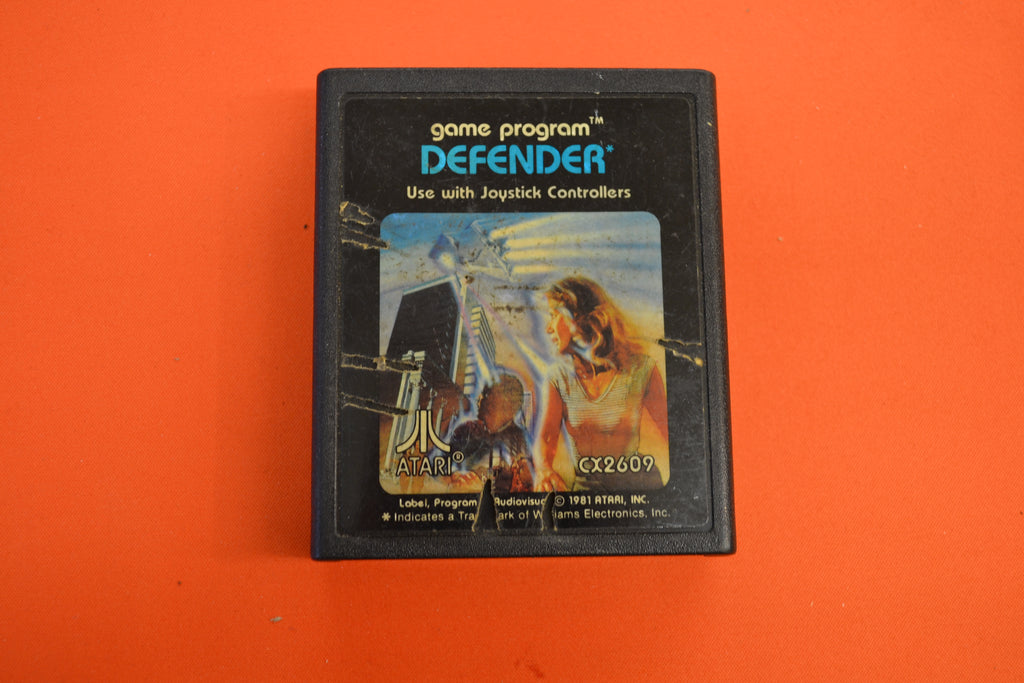 game program™
DEFENDER*
Use with Joystick Controllers
ATARI®
CX2609
Label, Program Audiovisu © 1981 ATARI, INC.
* Indicates a Tra ark of W iams Electronics, Inc.